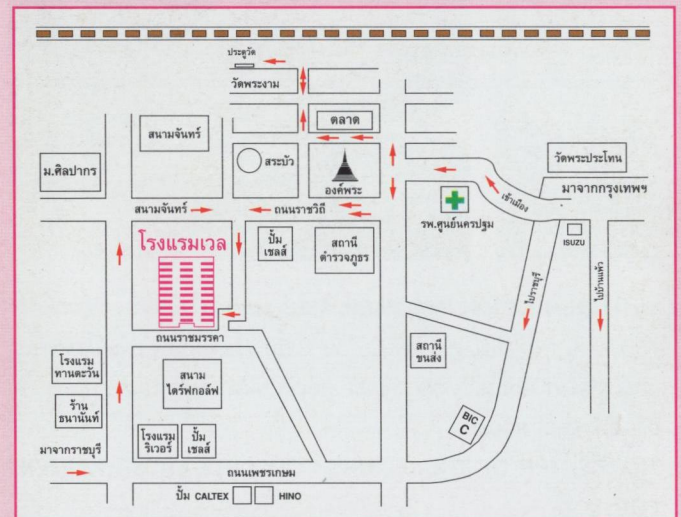 ประตูวัด
วัดพระงาม
สนามจันทร์
ตลาด
ม.ศิลปากร
สระบัว
องค์พระ
วัดพระประโทน
มาจากกรุงเทพฯ
เข้าเมือง
รพ.ศูนย์นครปฐม
สนามจันทร์
ถนนราชวิถี
ISUZU
โรงแรมเวล
ปั๊ม
เชลล์
สถานี
ตำรวจภูธร
ไปราชบุรี
ไปบ้านแพ้ว
ถนนราชมรรคา
สถานี
ขนส่ง
โรงแรม
ทานตะวัน
สนาม
ไดร์ฟกอล์ฟ
ร้าน
ธนานันท์
BIG
C
มาจากราชบุรี
โรงแรม
ริเวอร์
ปั๊ม
เชลล์
ถนนเพชรเกษม
ปั๊ม CALTEX
HINO